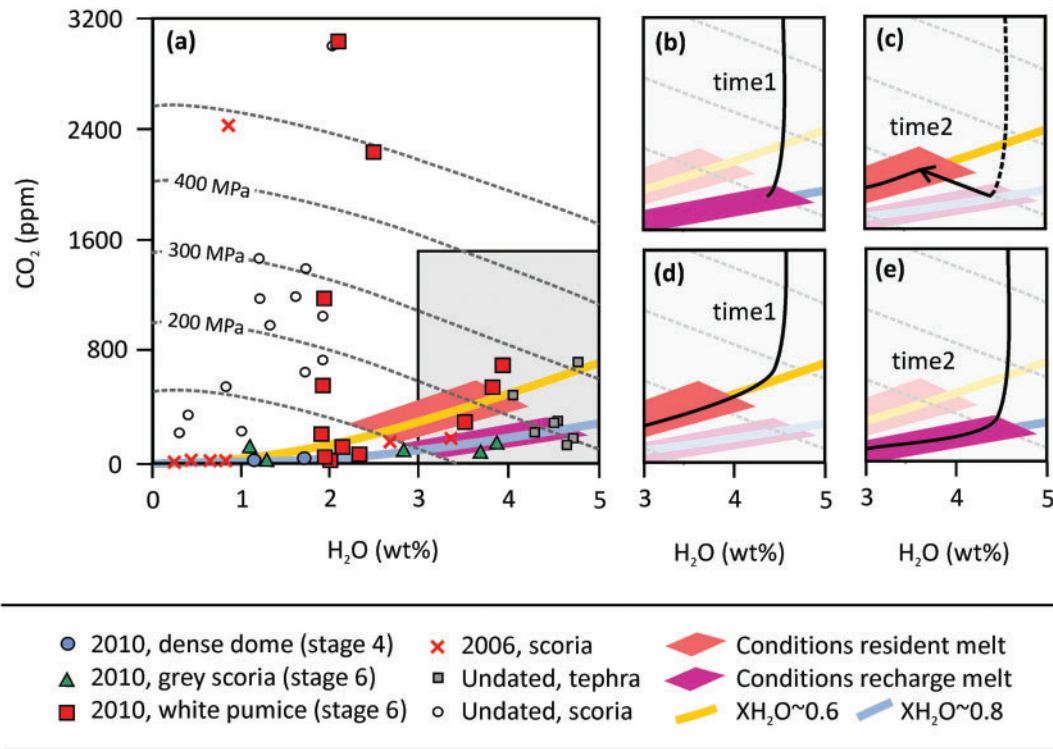 (a)
3200
2400
1600
800
0
CO₂ (ppm)
400 MPa
300 MPa
200 MPa
0 1 2 3 4 5
H₂O (wt%)
(b)
time1
(c)
time2
(d)
time1
3 4 5
H₂O (wt%)
(e)
time2
3 4 5
H₂O (wt%)
2010, dense dome (stage 4)
2010, grey scoria (stage 6)
2010, white pumice (stage 6)
2006, scoria
Undated, tephra
Undated, scoria
Conditions resident melt
Conditions recharge melt
XH₂O~0.6 XH₂O~0.8